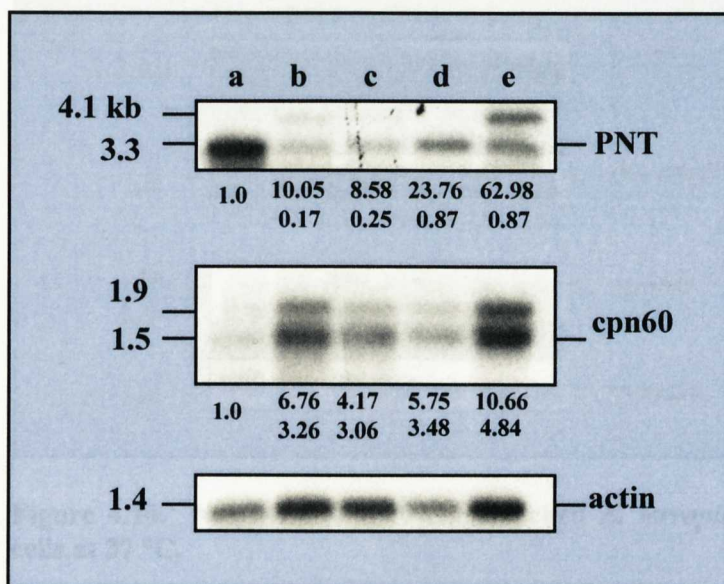 a b c d e
4.1 kb
3.3 PNT
1.0 10.05 8.58 23.76 62.98
0.17 0.25 0.87 0.87
1.9
1.5 cpn60
1.0 6.76 4.17 5.75 10.66
3.26 3.06 3.48 4.84
1.4 actin